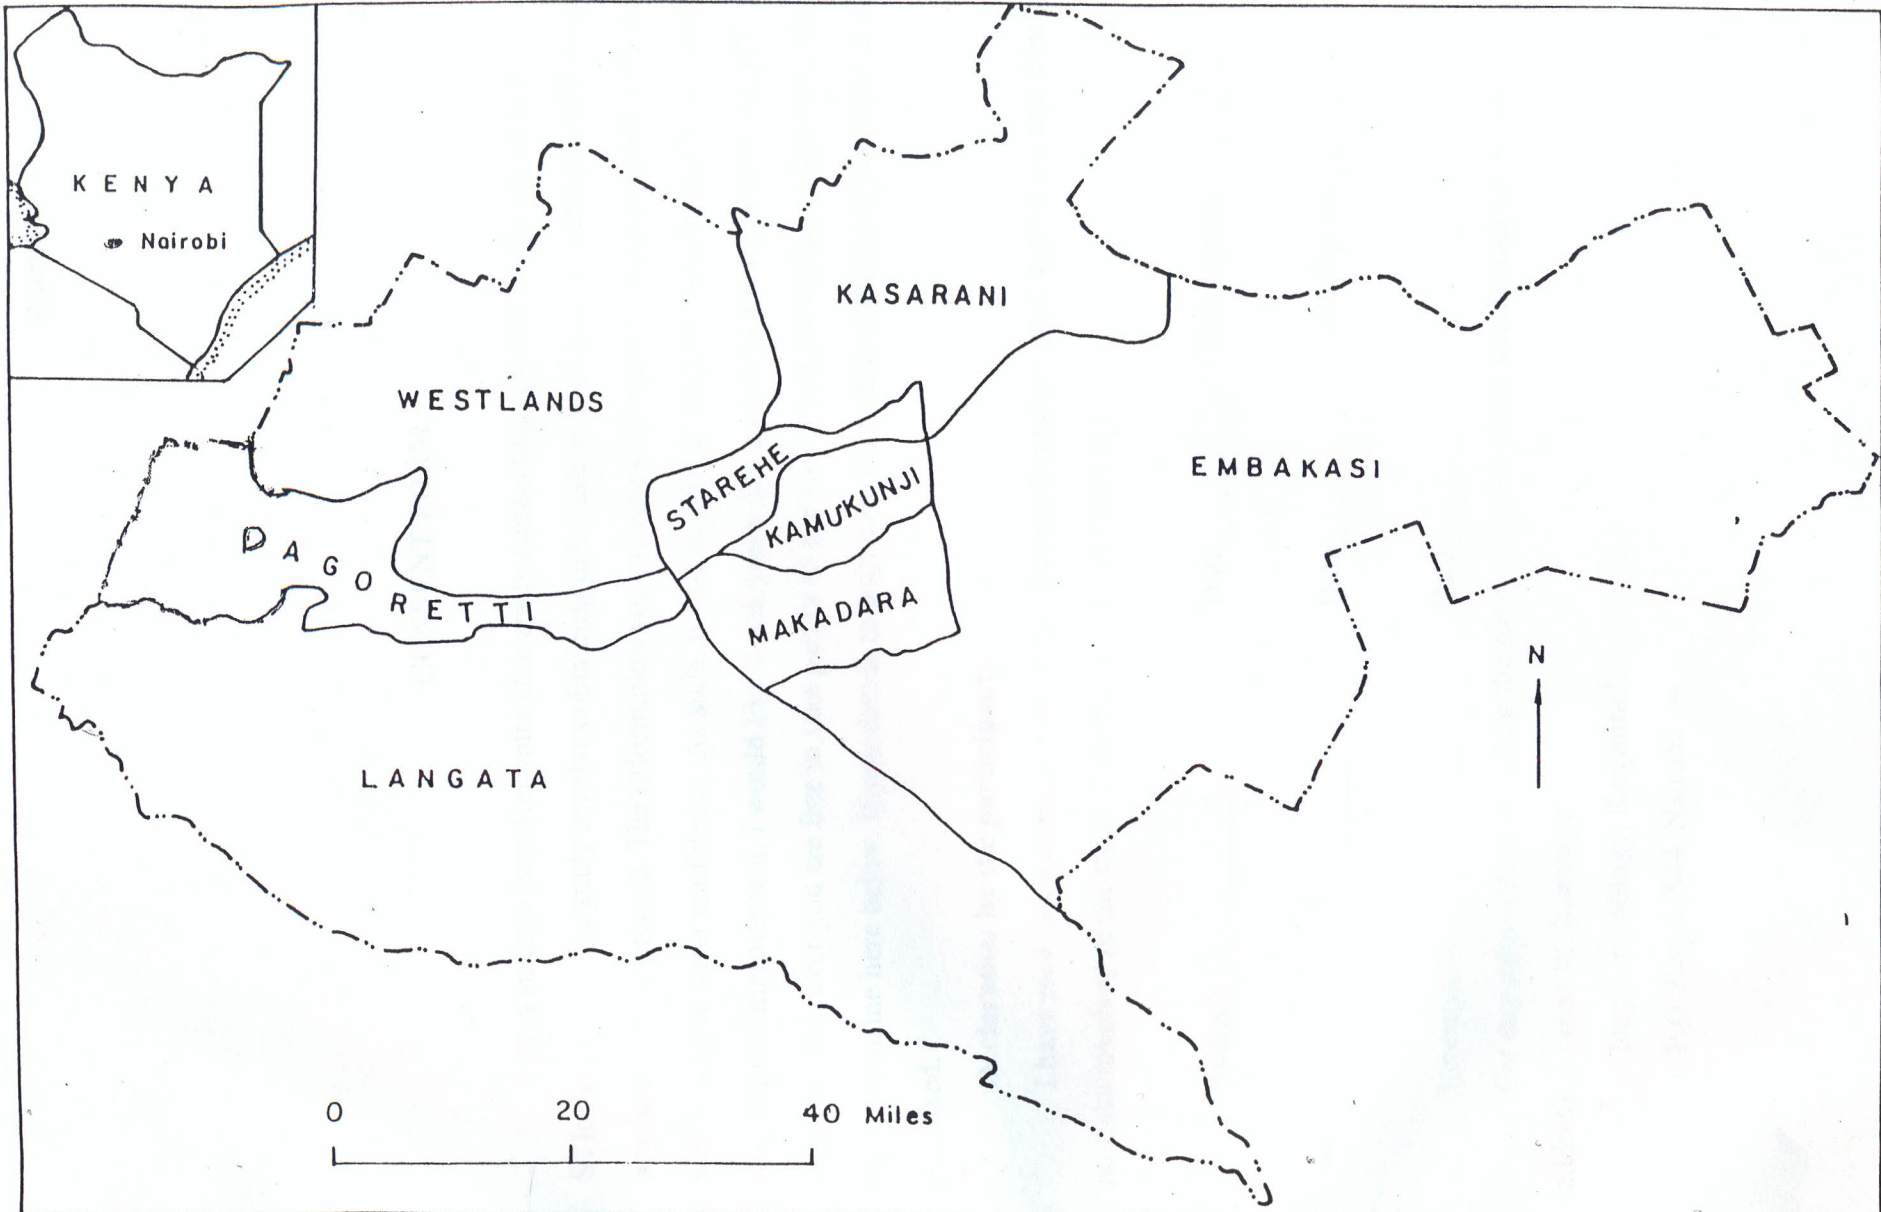 KENYA
Nairobi
KASARANI
WESTLANDS
STAREHE
KAMUKUNJI
EMBAKASI
DAGORETTI
MAKADARA
N
LANGATA
0 20 40 Miles